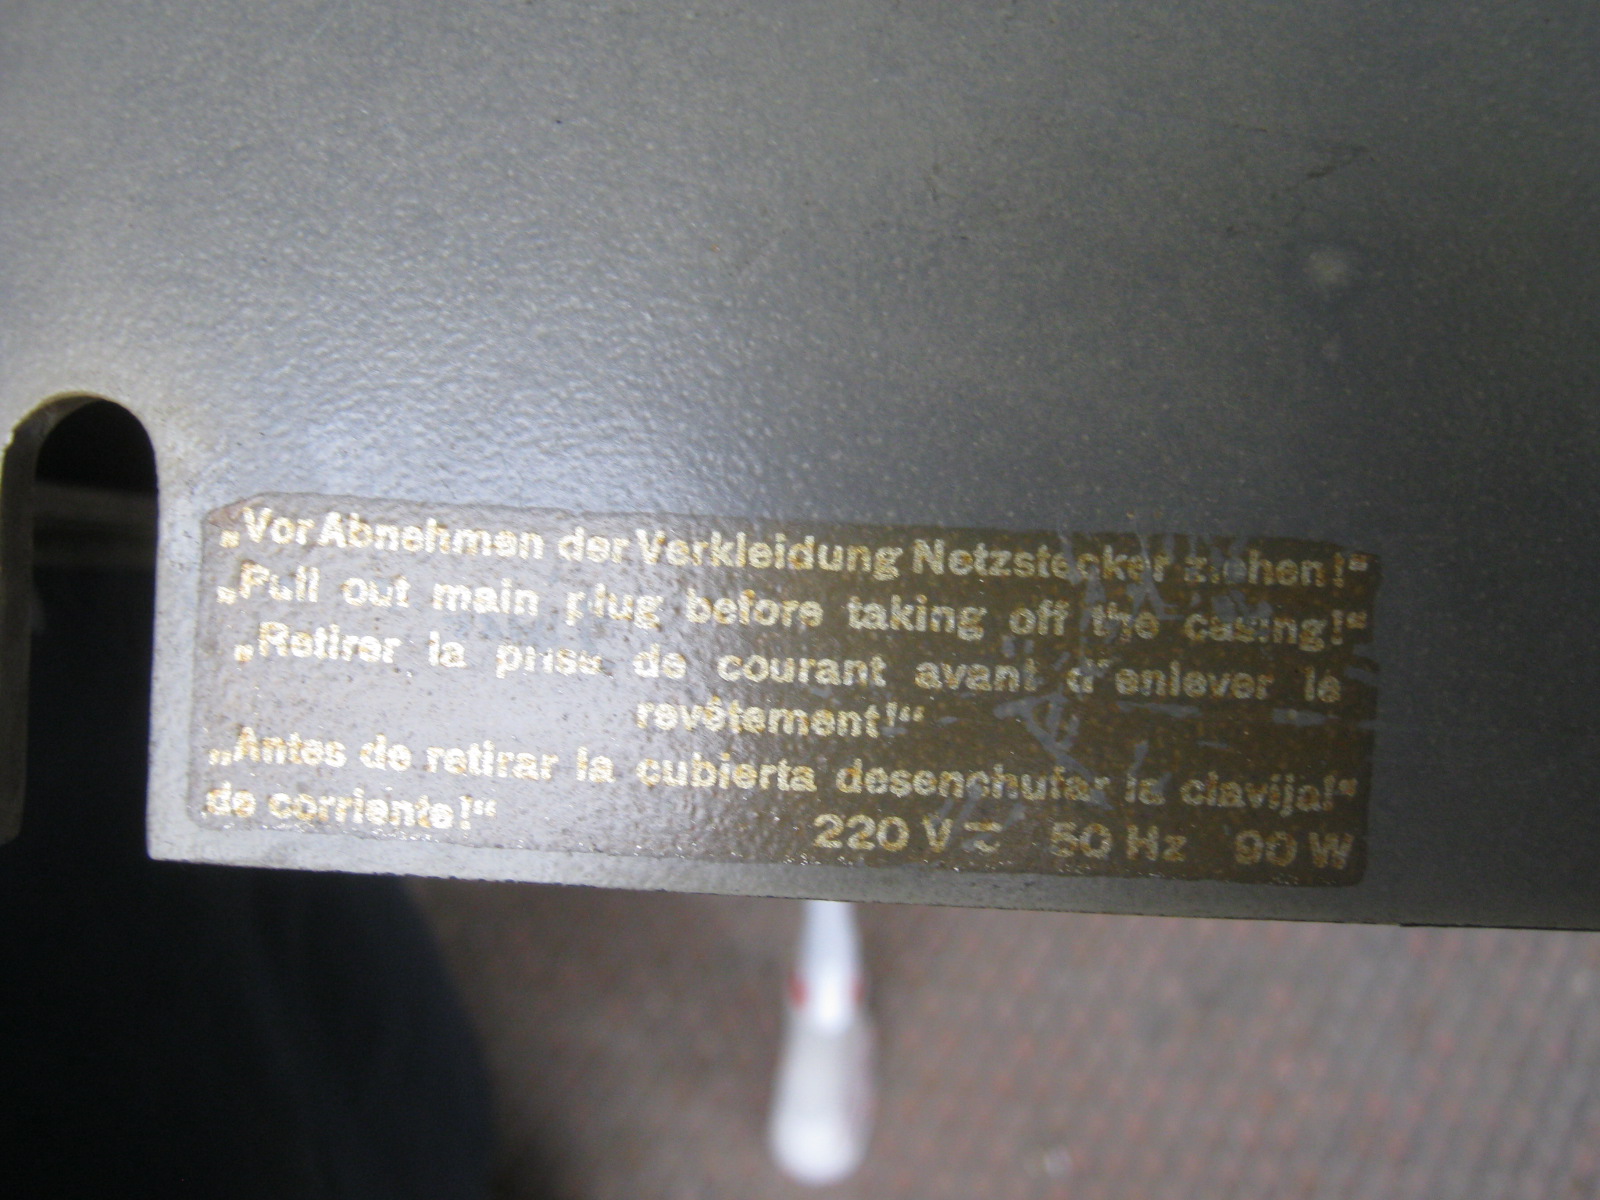 „Vor Abnehmen der Verkleidung Netzstecker ziehen!“
„Pull out main plug before taking off the casing!“
„Retirer la prise de courant avant d'enlever le
revêtement!“
„Antes de retirar la cubierta desenchufar la clavija!“
de corriente!“
220 V ⎓ 50 Hz 90 W